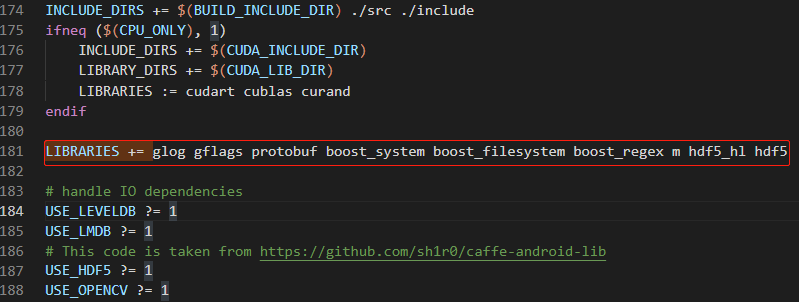 174 INCLUDE_DIRS += $(BUILD_INCLUDE_DIR) ./src ./include
175 ifneq ($(CPU_ONLY), 1)
176 INCLUDE_DIRS += $(CUDA_INCLUDE_DIR)
177 LIBRARY_DIRS += $(CUDA_LIB_DIR)
178 LIBRARIES := cudart cublas curand
179 endif
180
181 LIBRARIES += glog gflags protobuf boost_system boost_filesystem boost_regex m hdf5_hl hdf5
182
183 # handle IO dependencies
184 USE_LEVELDB ?= 1
185 USE_LMDB ?= 1
186 # This code is taken from https://github.com/sh1r0/caffe-android-lib
187 USE_HDF5 ?= 1
188 USE_OPENCV ?= 1